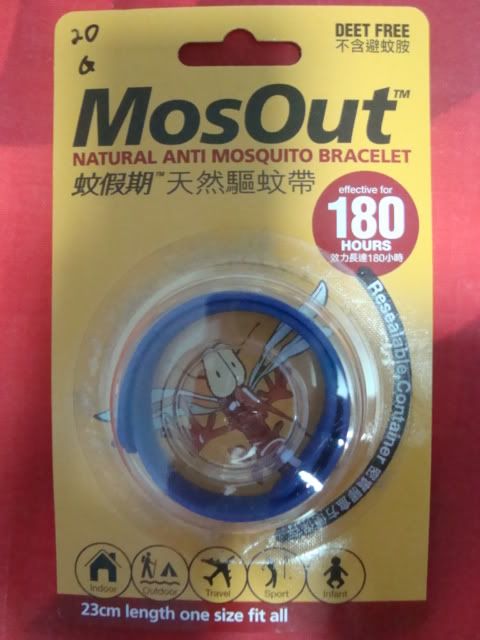 20
DEET FREE
不含避蚊胺
MosOut™
NATURAL ANTI MOSQUITO BRACELET
蚊假期™天然驅蚊帶
effective for
180
HOURS
效力長達180小時
Resealable Container
Indoor
Outdoor
Travel
Sport
Infant
23cm length one size fit all